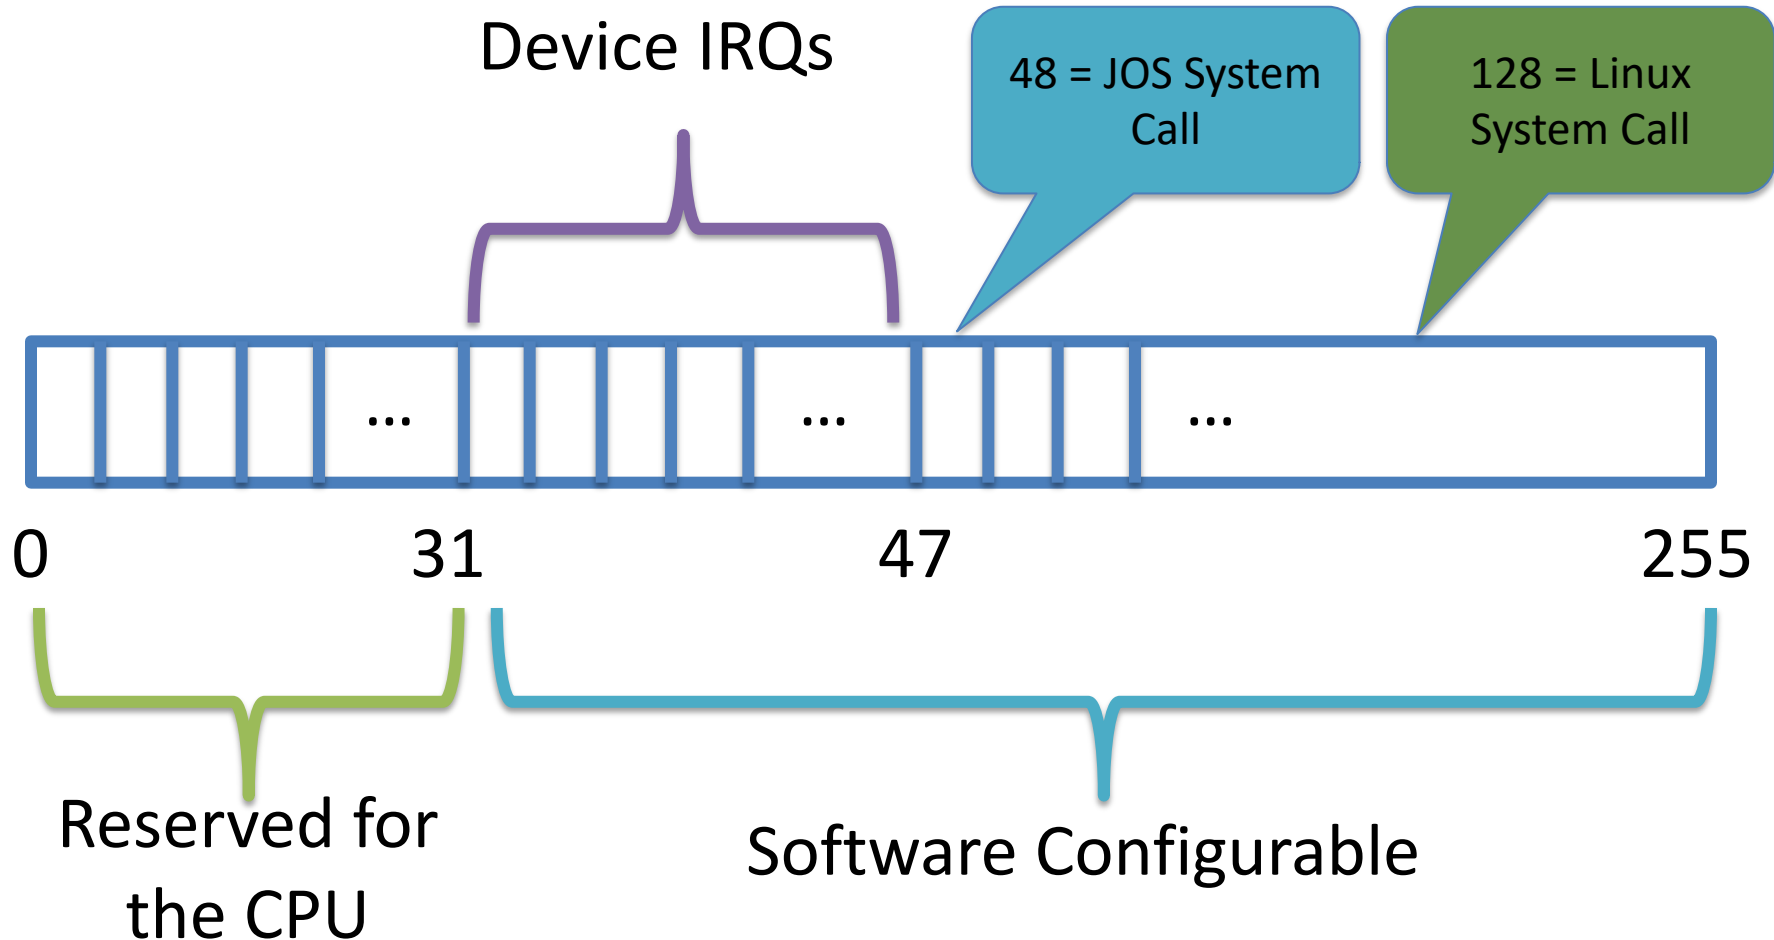 Device IRQs
48 = JOS System
Call
128 = Linux
System Call
...
...
...
0
31
47
255
Reserved for
the CPU
Software Configurable